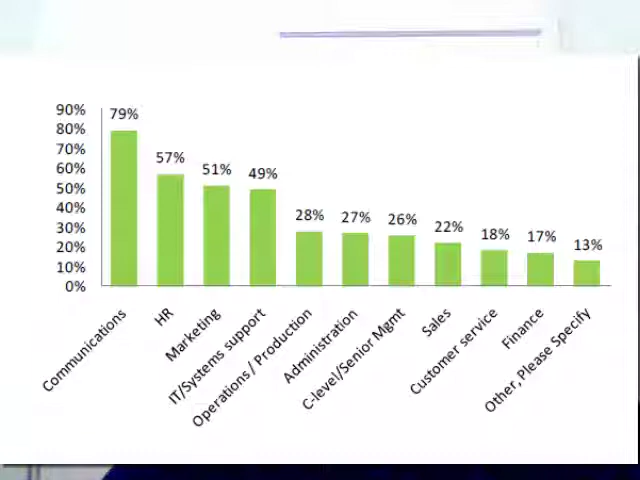 90%
80%
70%
60%
50%
40%
30%
20%
10%
0%
79%
57%
51%
49%
28%
27%
26%
22%
18%
17%
13%
Communications
HR
Marketing
IT/Systems support
Operations / Production
Administration
C-level/Senior Mgmt
Sales
Customer service
Finance
Other, Please Specify